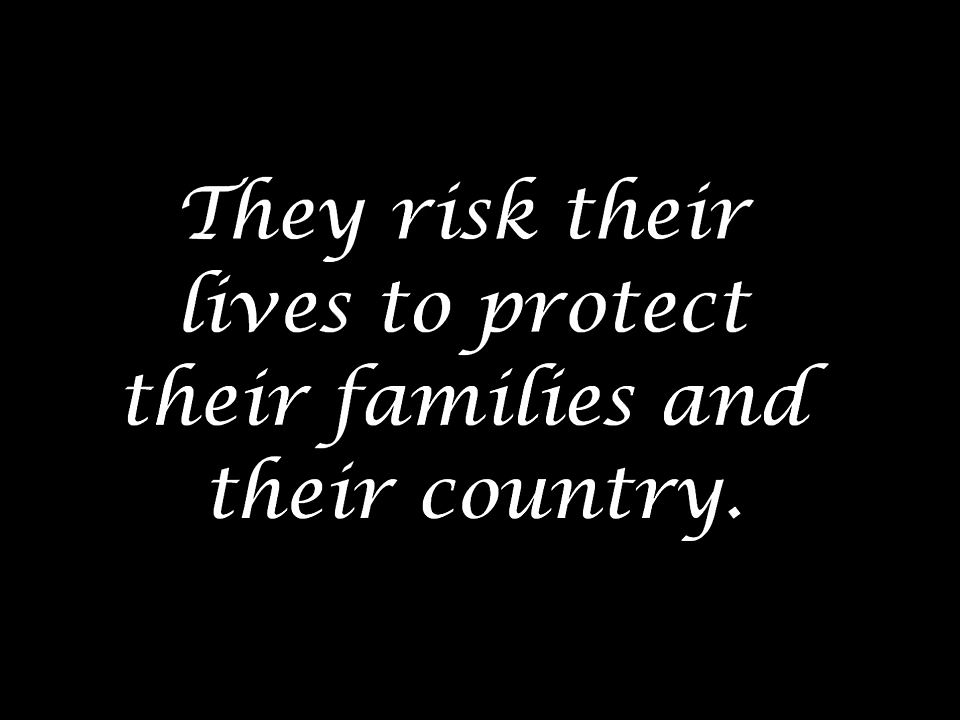 They risk their
lives to protect
their families and
their country.